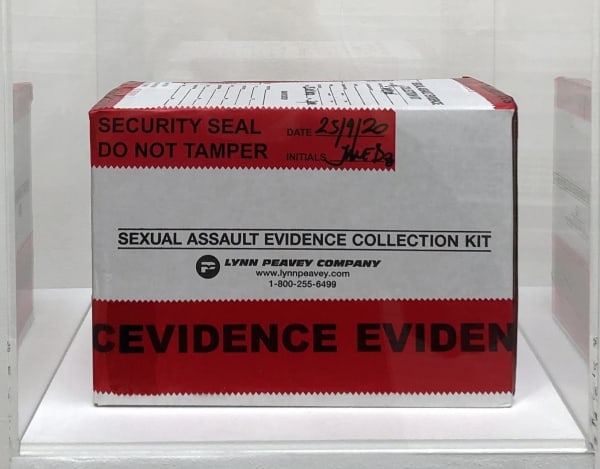 SECURITY SEAL
DO NOT TAMPER
DATE 25/9/20
INITIALS
SEXUAL ASSAULT EVIDENCE COLLECTION KIT
LYNN PEAVEY COMPANY
www.lynnpeavey.com
1-800-255-6499
CEVIDENCE EVIDEN